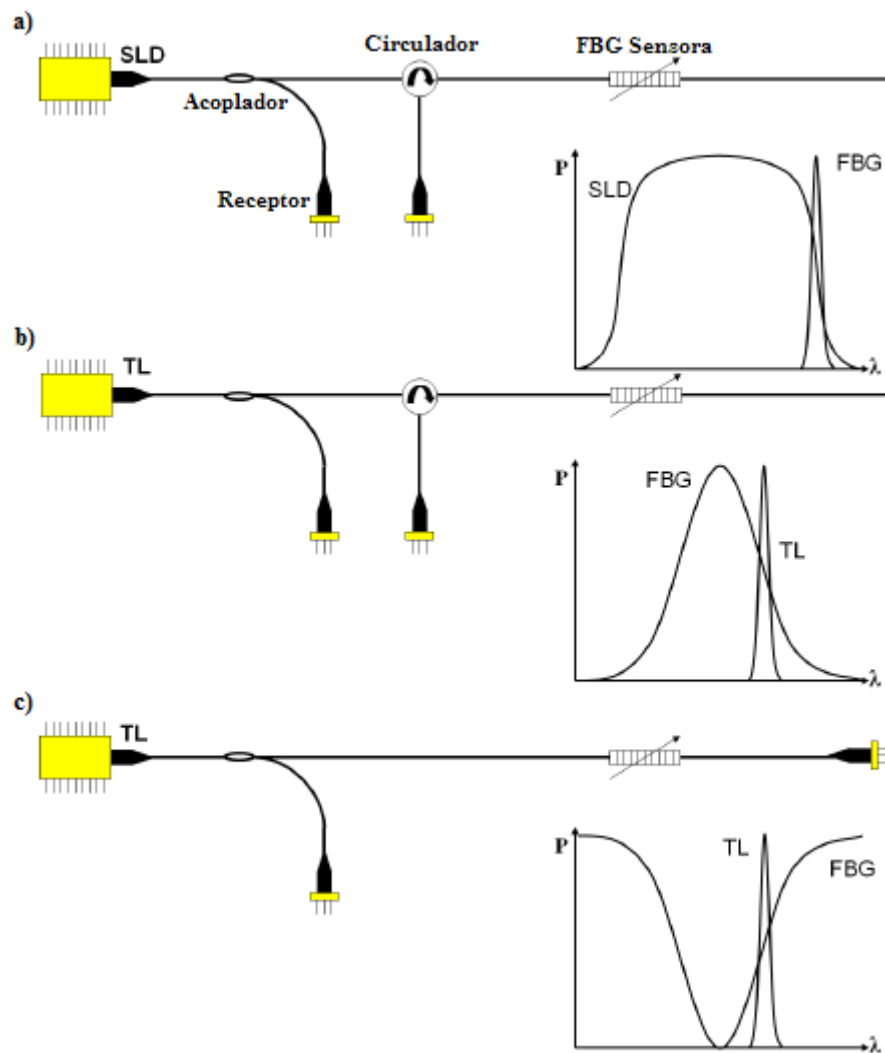 a)
SLD
Circulador
FBG Sensora
Acoplador
Receptor
P
SLD
FBG
λ
b)
TL
P
FBG
TL
λ
c)
TL
P
TL
FBG
λ